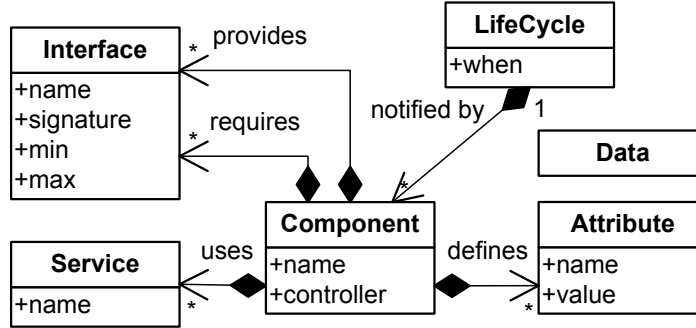 Interface
+name
+signature
+min
+max
* provides
* requires
LifeCycle
+when
notified by
1
*
Data
Component
+name
+controller
uses
*
Service
+name
defines
*
Attribute
+name
+value